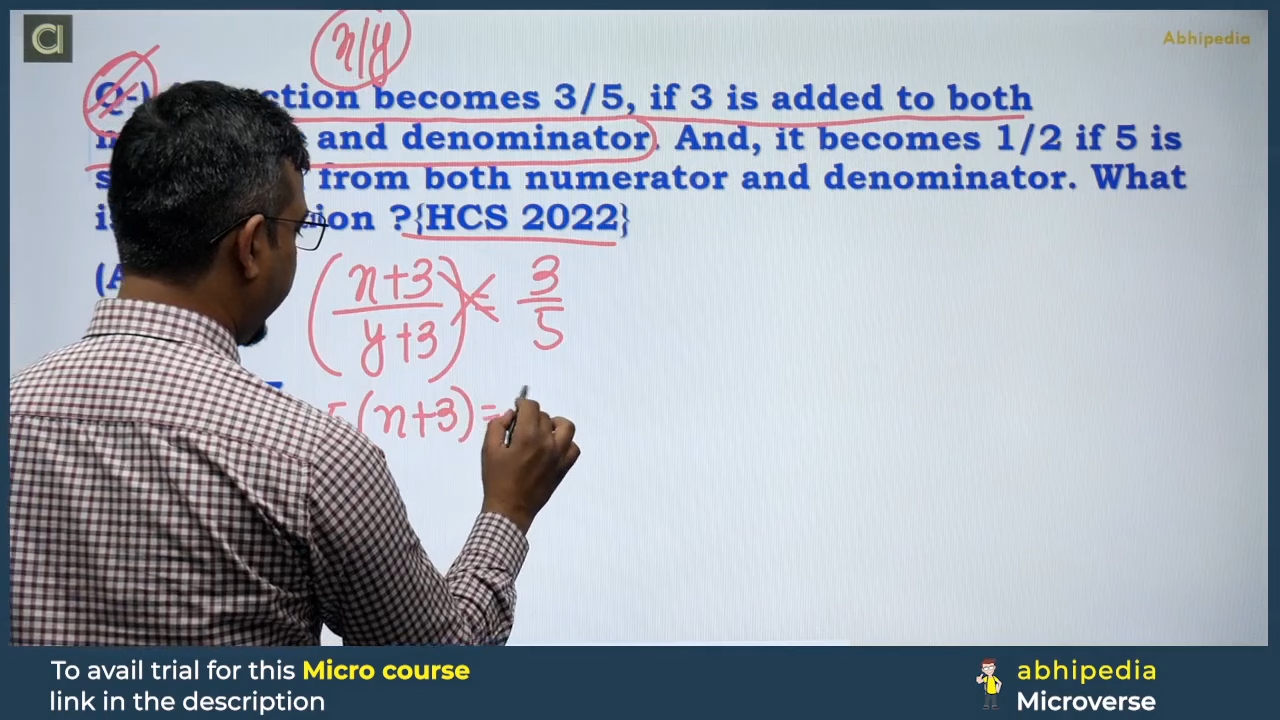 x/y
Abhipedia
Q-) ction becomes 3/5, if 3 is added to both
and denominator. And, it becomes 1/2 if 5 is
from both numerator and denominator. What
ion ?{HCS 2022}
(A
(x+3 / y+3) = 3/5
5(x+3)=
To avail trial for this Micro course
link in the description
abhipedia
Microverse